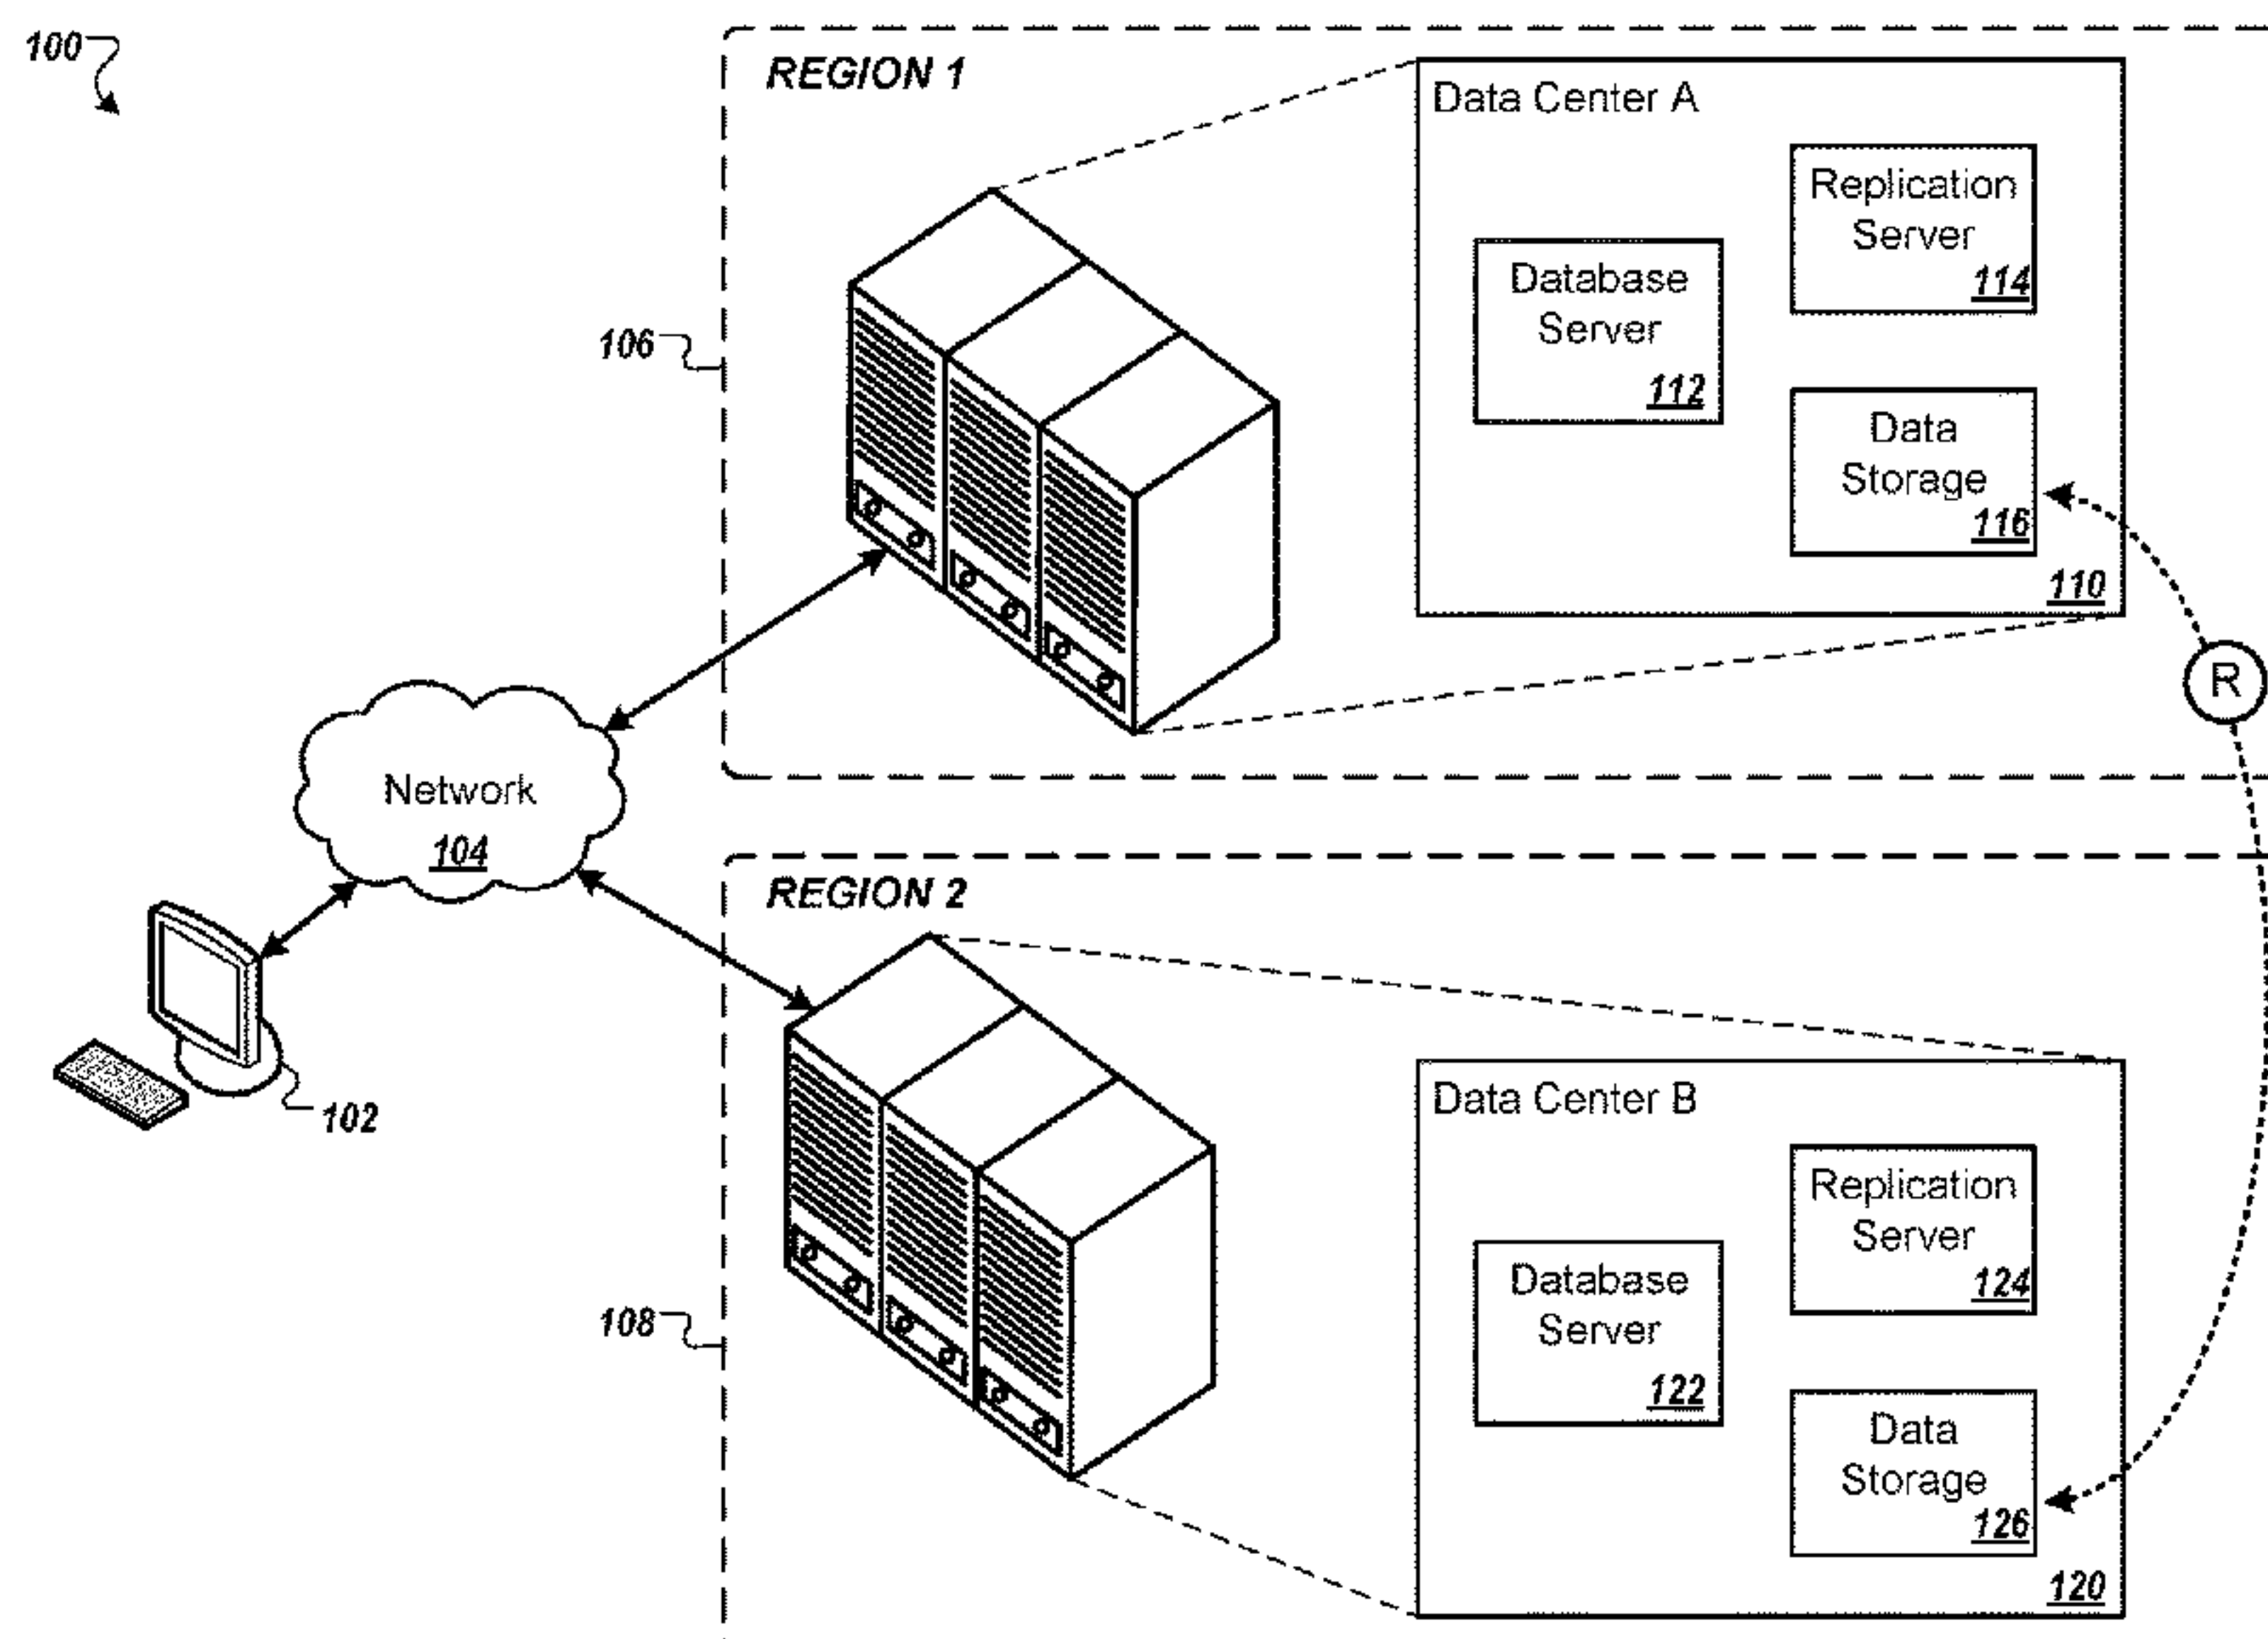 100
REGION 1
Data Center A
Replication
Server
114
Database
Server
112
106
Data
Storage
116
110
R
Network
104
REGION 2
102
Data Center B
Replication
Server
124
Database
Server
122
108
Data
Storage
126
120